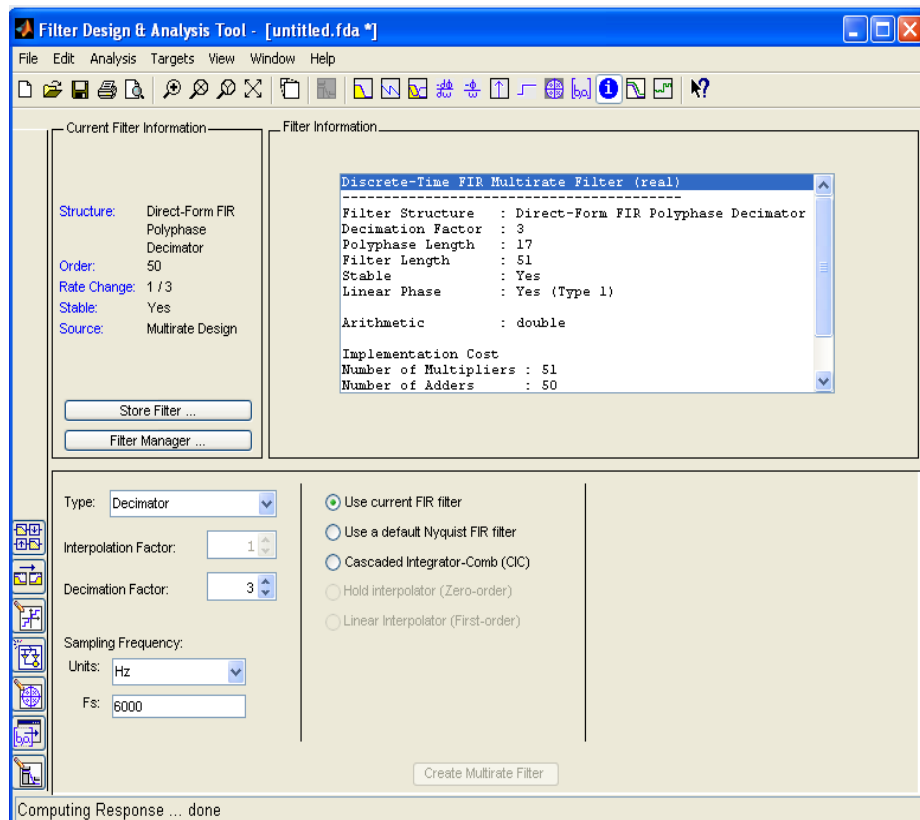 Filter Design & Analysis Tool - [untitled.fda *]
File Edit Analysis Targets View Window Help
Current Filter Information
Structure: Direct-Form FIR
Polyphase
Decimator
Order: 50
Rate Change: 1 / 3
Stable: Yes
Source: Multirate Design
Store Filter ...
Filter Manager ...
Filter Information
Discrete-Time FIR Multirate Filter (real)
-----------------------------------------
Filter Structure : Direct-Form FIR Polyphase Decimator
Decimation Factor : 3
Polyphase Length : 17
Filter Length : 51
Stable : Yes
Linear Phase : Yes (Type 1)
Arithmetic : double
Implementation Cost
Number of Multipliers : 51
Number of Adders : 50
Type: Decimator
Interpolation Factor: 1
Decimation Factor: 3
Sampling Frequency:
Units: Hz
Fs: 6000
Use current FIR filter
Use a default Nyquist FIR filter
Cascaded Integrator-Comb (CIC)
Hold interpolator (Zero-order)
Linear Interpolator (First-order)
Create Multirate Filter
Computing Response ... done